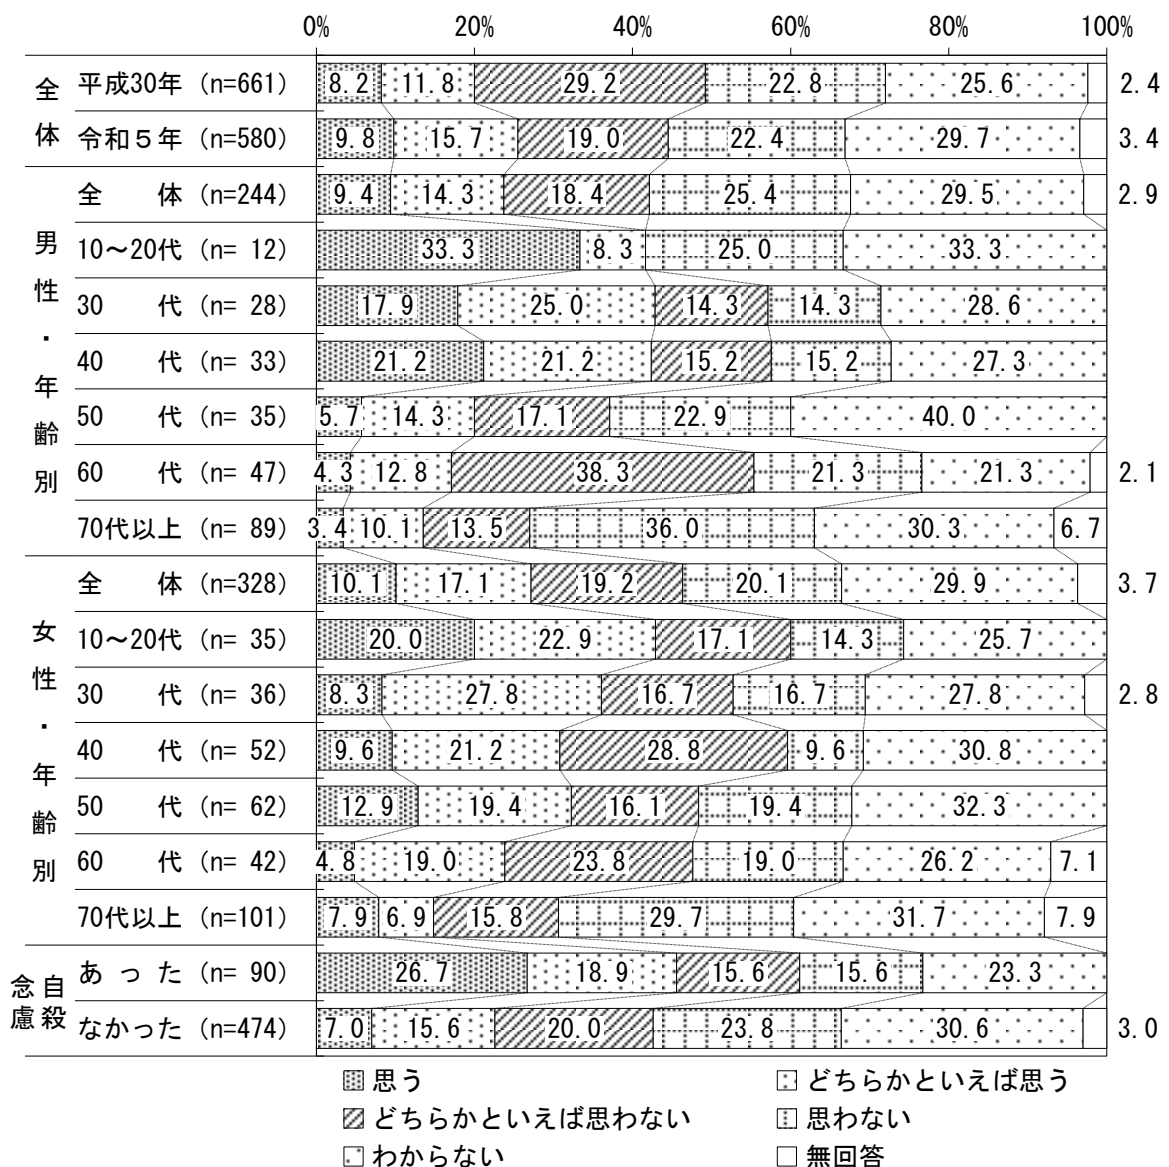 0% 20% 40% 60% 80% 100%
全体
平成30年 (n=661) 8.2 11.8 29.2 22.8 25.6 2.4
令和5年 (n=580) 9.8 15.7 19.0 22.4 29.7 3.4
男性・年齢別
全　体 (n=244) 9.4 14.3 18.4 25.4 29.5 2.9
10～20代 (n= 12) 33.3 8.3 25.0 33.3
30　代 (n= 28) 17.9 25.0 14.3 14.3 28.6
40　代 (n= 33) 21.2 21.2 15.2 15.2 27.3
50　代 (n= 35) 5.7 14.3 17.1 22.9 40.0
60　代 (n= 47) 4.3 12.8 38.3 21.3 21.3 2.1
70代以上 (n= 89) 3.4 10.1 13.5 36.0 30.3 6.7
女性・年齢別
全　体 (n=328) 10.1 17.1 19.2 20.1 29.9 3.7
10～20代 (n= 35) 20.0 22.9 17.1 14.3 25.7
30　代 (n= 36) 8.3 27.8 16.7 16.7 27.8 2.8
40　代 (n= 52) 9.6 21.2 28.8 9.6 30.8
50　代 (n= 62) 12.9 19.4 16.1 19.4 32.3
60　代 (n= 42) 4.8 19.0 23.8 19.0 26.2 7.1
70代以上 (n=101) 7.9 6.9 15.8 29.7 31.7 7.9
自殺念慮
あった (n= 90) 26.7 18.9 15.6 15.6 23.3
なかった (n=474) 7.0 15.6 20.0 23.8 30.6 3.0
思う どちらかといえば思う
どちらかといえば思わない 思わない
わからない 無回答